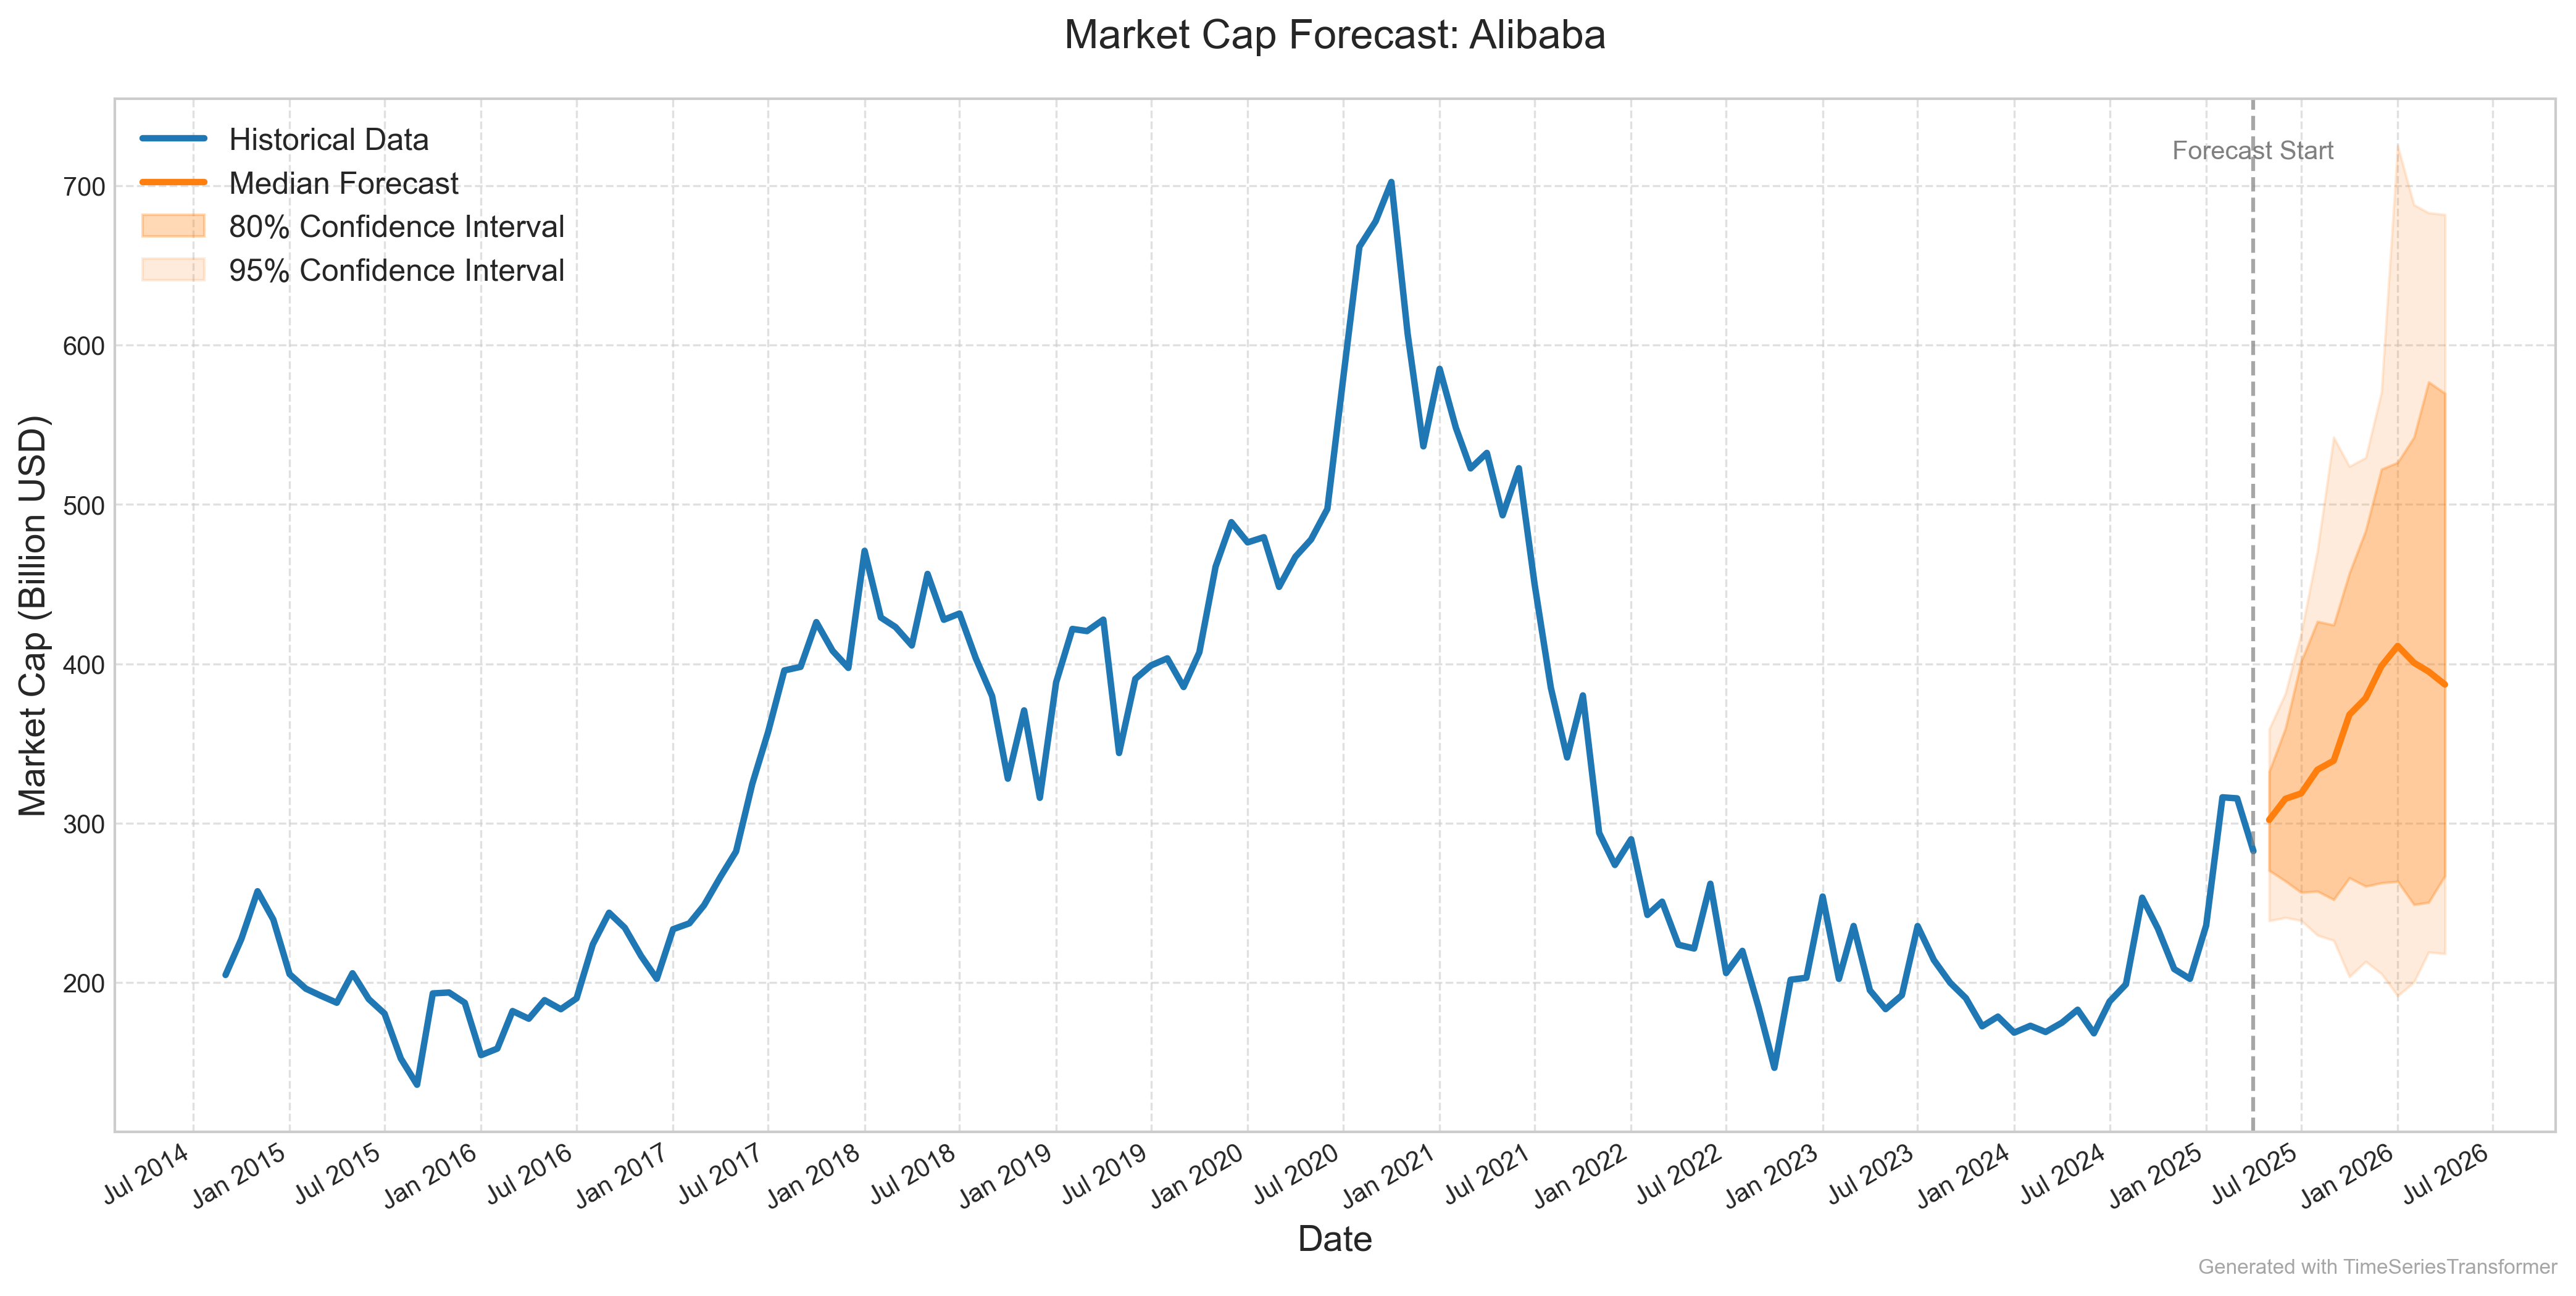 Market Cap Forecast: Alibaba
Historical Data
Median Forecast
80% Confidence Interval
95% Confidence Interval
Forecast Start
Market Cap (Billion USD)
700
600
500
400
300
200
Jul 2014
Jan 2015
Jul 2015
Jan 2016
Jul 2016
Jan 2017
Jul 2017
Jan 2018
Jul 2018
Jan 2019
Jul 2019
Jan 2020
Jul 2020
Jan 2021
Jul 2021
Jan 2022
Jul 2022
Jan 2023
Jul 2023
Jan 2024
Jul 2024
Jan 2025
Jul 2025
Jan 2026
Jul 2026
Date
Generated with TimeSeriesTransformer